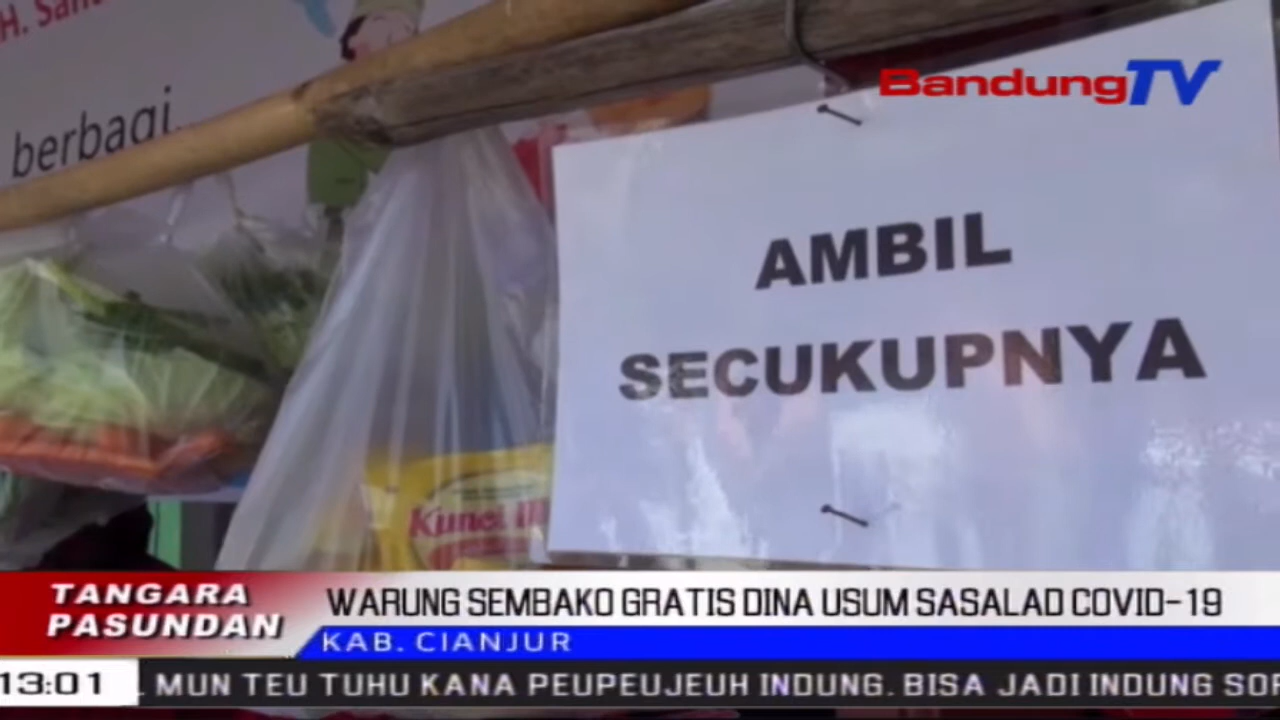 H.
berbagi..
BandungTV
AMBIL
SECUKUPNYA
TANGARA
PASUNDAN
WARUNG SEMBAKO GRATIS DINA USUM SASALAD COVID-19
KAB. CIANJUR
13:01
. MUN TEU TUHU KANA PEUPEUJEUH INDUNG. BISA JADI INDUNG